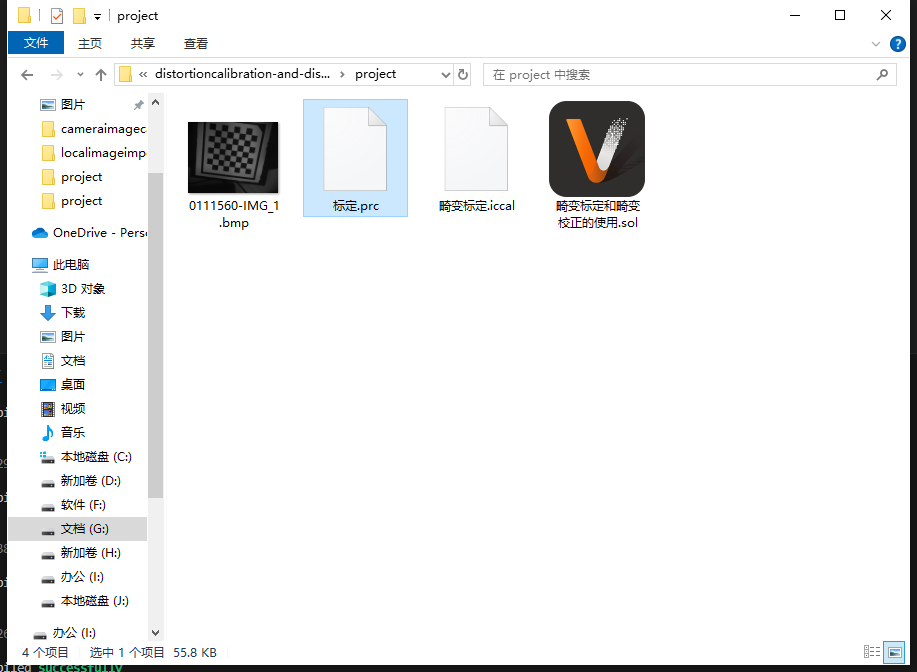 project
文件
主页
共享
查看
« distortioncalibration-and-dis... › project
在 project 中搜索
图片
cameraimagec
localimageimp
project
project
OneDrive - Pers
此电脑
3D 对象
下载
图片
文档
桌面
视频
音乐
本地磁盘 (C:)
新加卷 (D:)
软件 (F:)
文档 (G:)
新加卷 (H:)
办公 (I:)
本地磁盘 (J:)
办公 (I:)
0111560-IMG_1
.bmp
标定.prc
畸变标定.iccal
畸变标定和畸变
校正的使用.sol
4 个项目
选中 1 个项目 55.8 KB
successfully